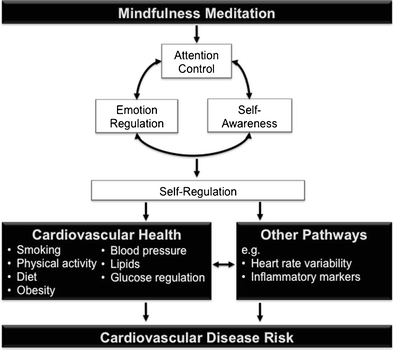 Mindfulness Meditation
Attention
Control
Emotion
Regulation
Self-
Awareness
Self-Regulation
Cardiovascular Health
• Smoking
• Physical activity
• Diet
• Obesity
• Blood pressure
• Lipids
• Glucose regulation
Other Pathways
e.g.
• Heart rate variability
• Inflammatory markers
Cardiovascular Disease Risk